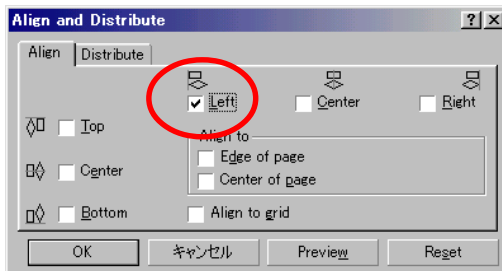 Align and Distribute
Align Distribute
Left Center Right
Top
Align to
Edge of page
Center
Center of page
Bottom Align to grid
OK キャンセル Preview Reset